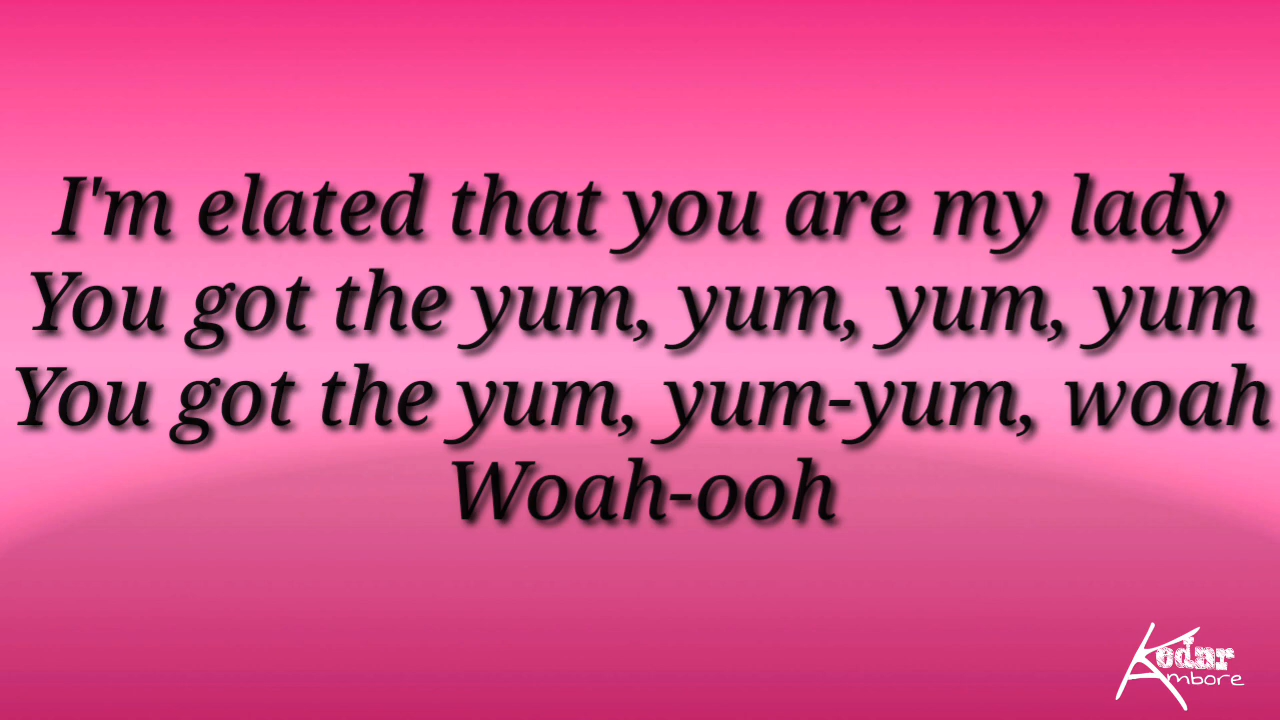 I'm elated that you are my lady
You got the yum, yum, yum, yum
You got the yum, yum-yum, woah
Woah-ooh
Kedar
Ambore